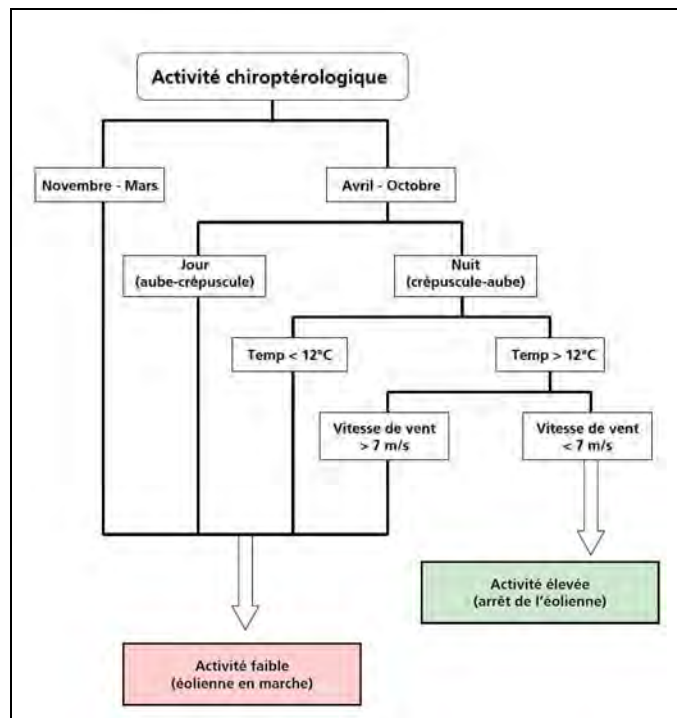 Activité chiroptérologique
Novembre - Mars
Avril - Octobre
Jour
(aube-crépuscule)
Nuit
(crépuscule-aube)
Temp < 12°C
Temp > 12°C
Vitesse de vent
> 7 m/s
Vitesse de vent
< 7 m/s
Activité élevée
(arrêt de l'éolienne)
Activité faible
(éolienne en marche)